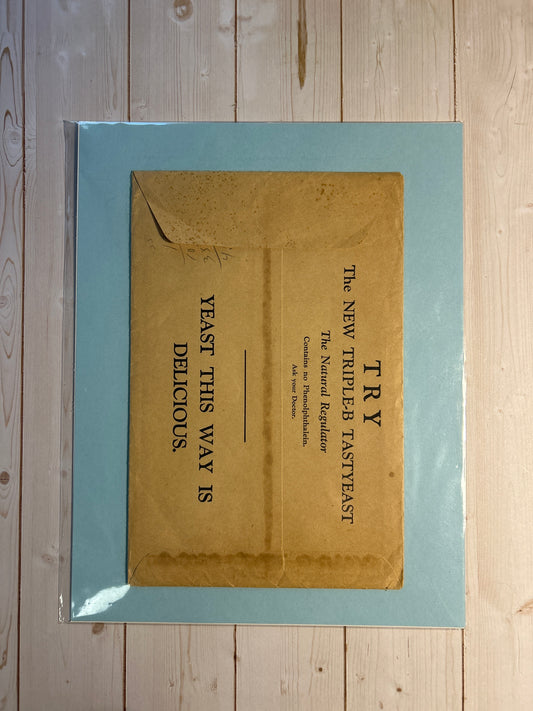 TRY
The NEW TRIPLE-B TASTYEAST
The Natural Regulator
Contains no Phenolphthalein.
Ask your Doctor.
YEAST THIS WAY IS
DELICIOUS.